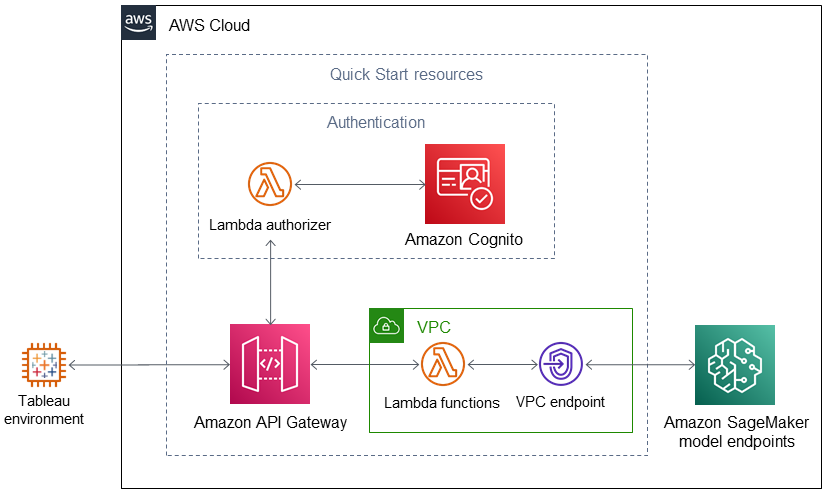 aws
AWS Cloud
Quick Start resources
Authentication
Lambda authorizer
Amazon Cognito
VPC
Tableau
environment
Amazon API Gateway
Lambda functions
VPC endpoint
Amazon SageMaker
model endpoints